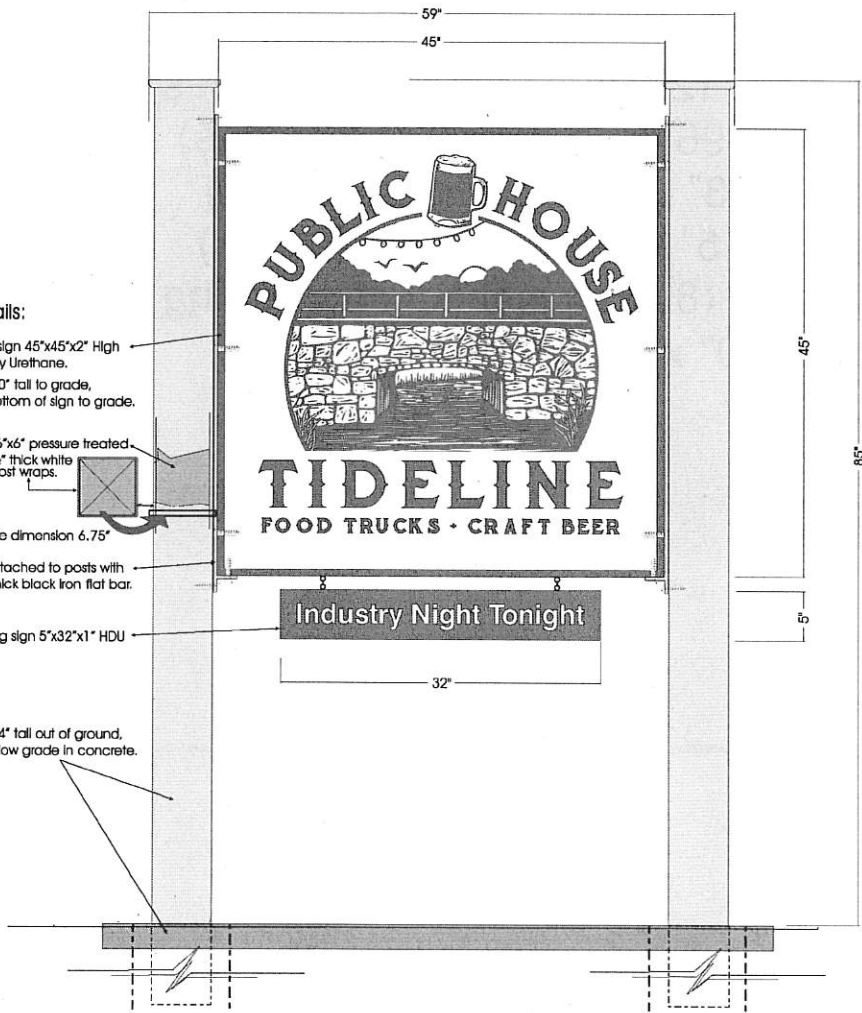 59"
45"
PUBLIC HOUSE
TIDELINE
FOOD TRUCKS • CRAFT BEER
Industry Night Tonight
32"
45"
5"
85"
ails:
sign 45"x45"x2" High
y Urethane.
0" tall to grade,
ottom of sign to grade.
6"x6" pressure treated
" thick white
ost wraps.
e dimension 6.75"
tached to posts with
hick black iron flat bar.
g sign 5"x32"x1" HDU
4" tall out of ground,
low grade in concrete.